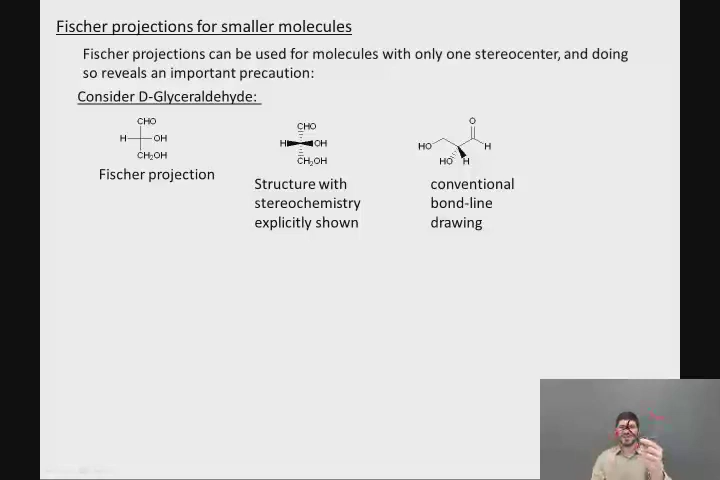 Fischer projections for smaller molecules
Fischer projections can be used for molecules with only one stereocenter, and doing
so reveals an important precaution:
Consider D-Glyceraldehyde:
CHO
H OH
CH2OH
Fischer projection
CHO
H OH
CH2OH
Structure with
stereochemistry
explicitly shown
O
HO H
HO H
conventional
bond-line
drawing